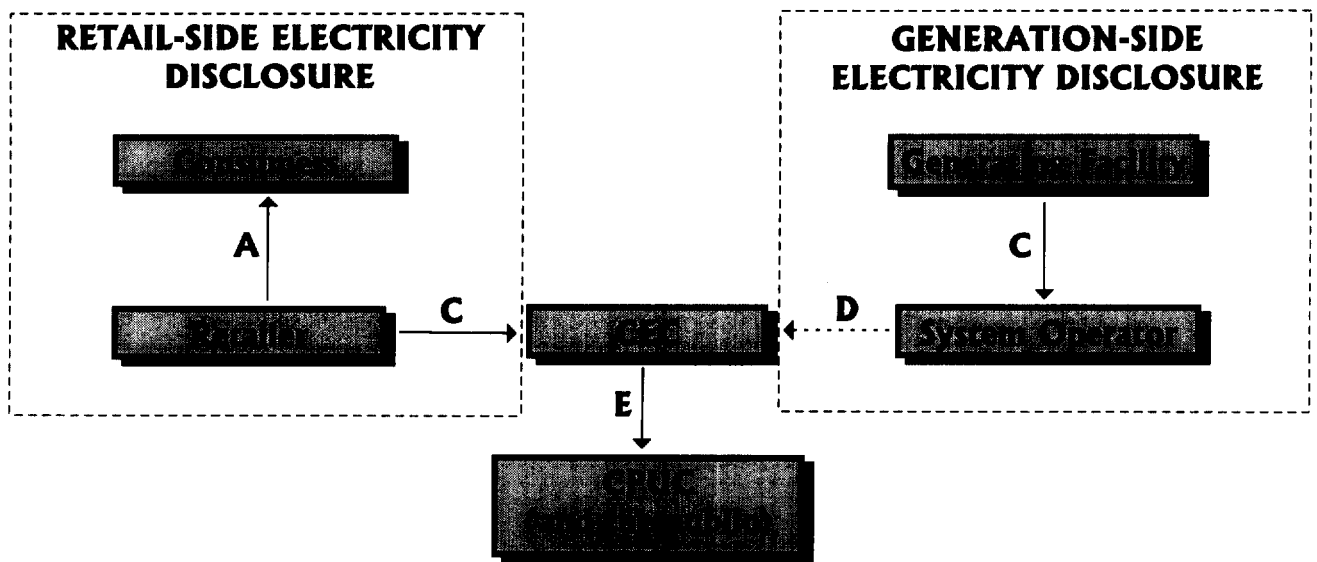 RETAIL-SIDE ELECTRICITY
DISCLOSURE
GENERATION-SIDE
ELECTRICITY DISCLOSURE
Consumers
Generating Facility
A
C
Retailer
C
CEC
D
System Operator
E
CPUC